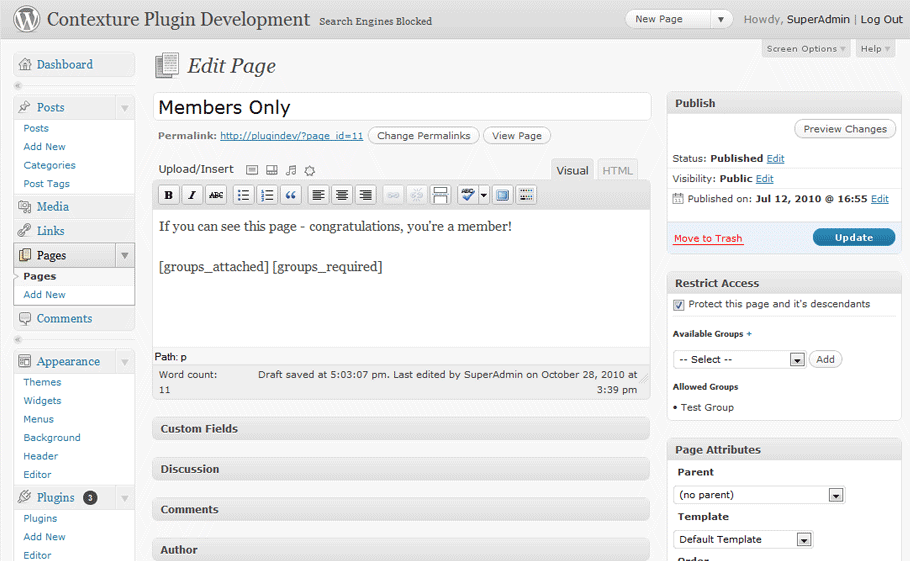 Contexture Plugin Development Search Engines Blocked
New Page
Howdy, SuperAdmin | Log Out
Screen Options
Help
Dashboard
Posts
Posts
Add New
Categories
Post Tags
Media
Links
Pages
Pages
Add New
Comments
Appearance
Themes
Widgets
Menus
Background
Header
Editor
Plugins 3
Plugins
Add New
Editor
Edit Page
Members Only
Permalink: http://plugindev/?page_id=11 Change Permalinks View Page
Upload/Insert
Visual HTML
B I ABC ABC
If you can see this page - congratulations, you're a member!
[groups_attached] [groups_required]
Path: p
Word count: 11
Draft saved at 5:03:07 pm. Last edited by SuperAdmin on October 28, 2010 at
3:39 pm
Custom Fields
Discussion
Comments
Author
Publish
Preview Changes
Status: Published Edit
Visibility: Public Edit
Published on: Jul 12, 2010 @ 16:55 Edit
Move to Trash
Update
Restrict Access
Protect this page and it's descendants
Available Groups +
-- Select -- Add
Allowed Groups
• Test Group
Page Attributes
Parent
(no parent)
Template
Default Template
Order